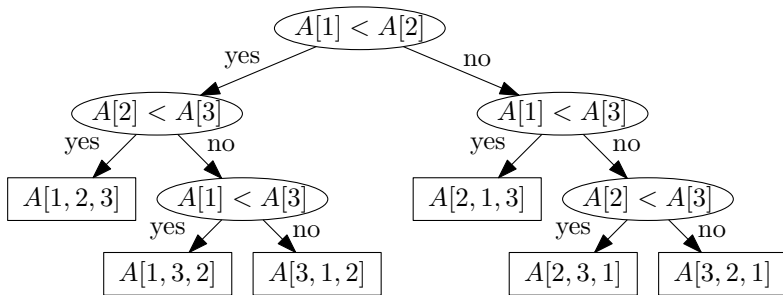 A[1] < A[2]
yes
no
A[2] < A[3]
A[1] < A[3]
yes
no
yes
no
A[1, 2, 3]
A[1] < A[3]
A[2, 1, 3]
A[2] < A[3]
yes
no
yes
no
A[1, 3, 2]
A[3, 1, 2]
A[2, 3, 1]
A[3, 2, 1]